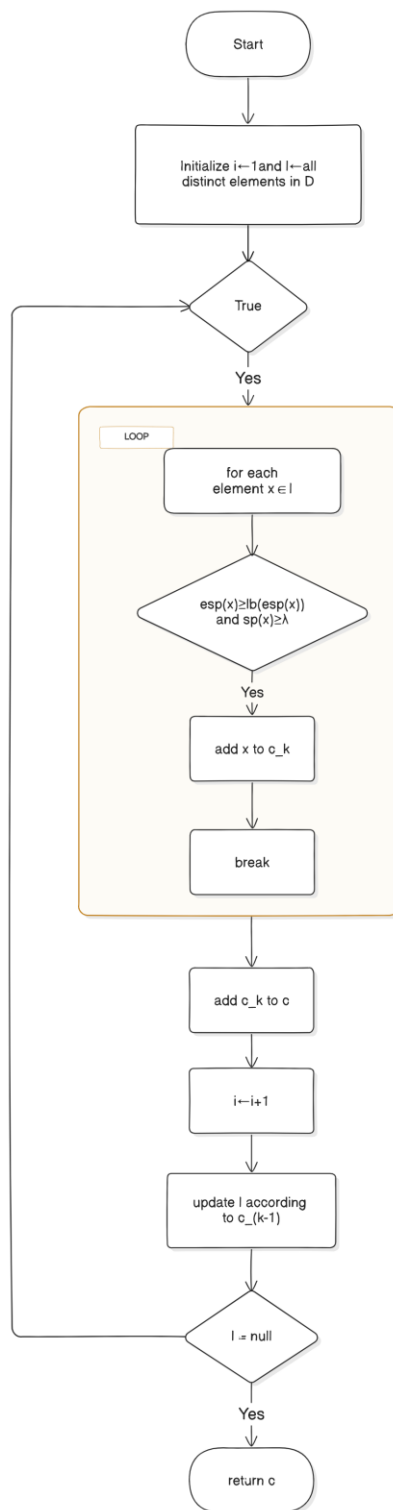 Start
Initialize i←1and I←all
distinct elements in D
True
Yes
LOOP
for each
element x ∈ I
esp(x)≥lb(esp(x))
and sp(x)≥λ
Yes
add x to c_k
break
add c_k to c
i←i+1
update I according
to c_(k-1)
I = null
Yes
return c